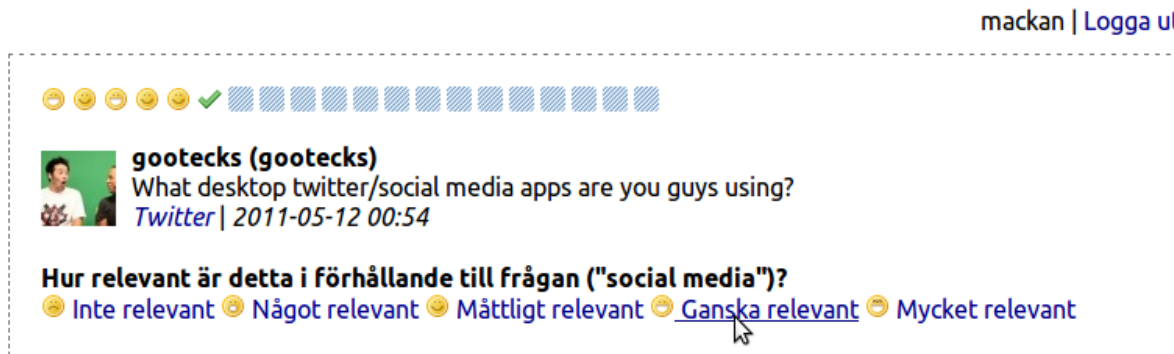 mackan | Logga ut
gootecks (gootecks)
What desktop twitter/social media apps are you guys using?
Twitter | 2011-05-12 00:54
Hur relevant är detta i förhållande till frågan ("social media")?
Inte relevant Något relevant Måttligt relevant Ganska relevant Mycket relevant